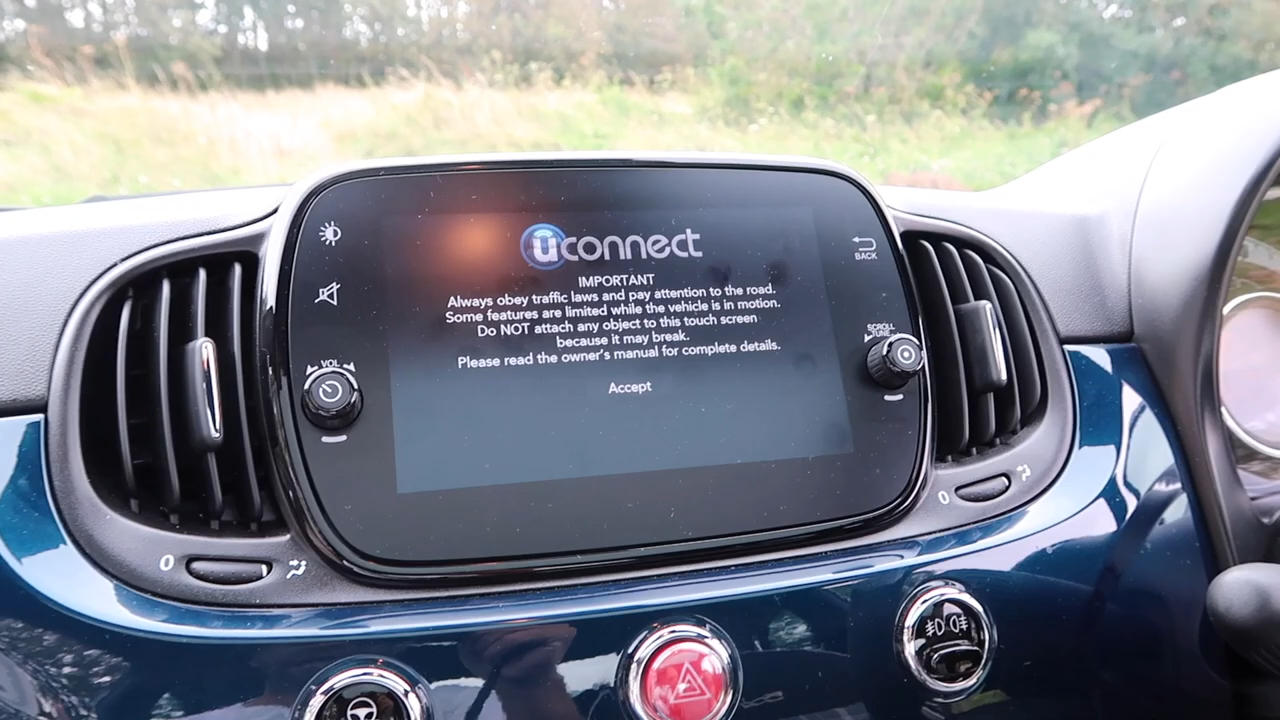 uconnect
IMPORTANT
Always obey traffic laws and pay attention to the road.
Some features are limited while the vehicle is in motion.
Do NOT attach any object to this touch screen
because it may break.
Please read the owner's manual for complete details.
Accept
BACK
VOL
SCROLL
TUNE
0
0